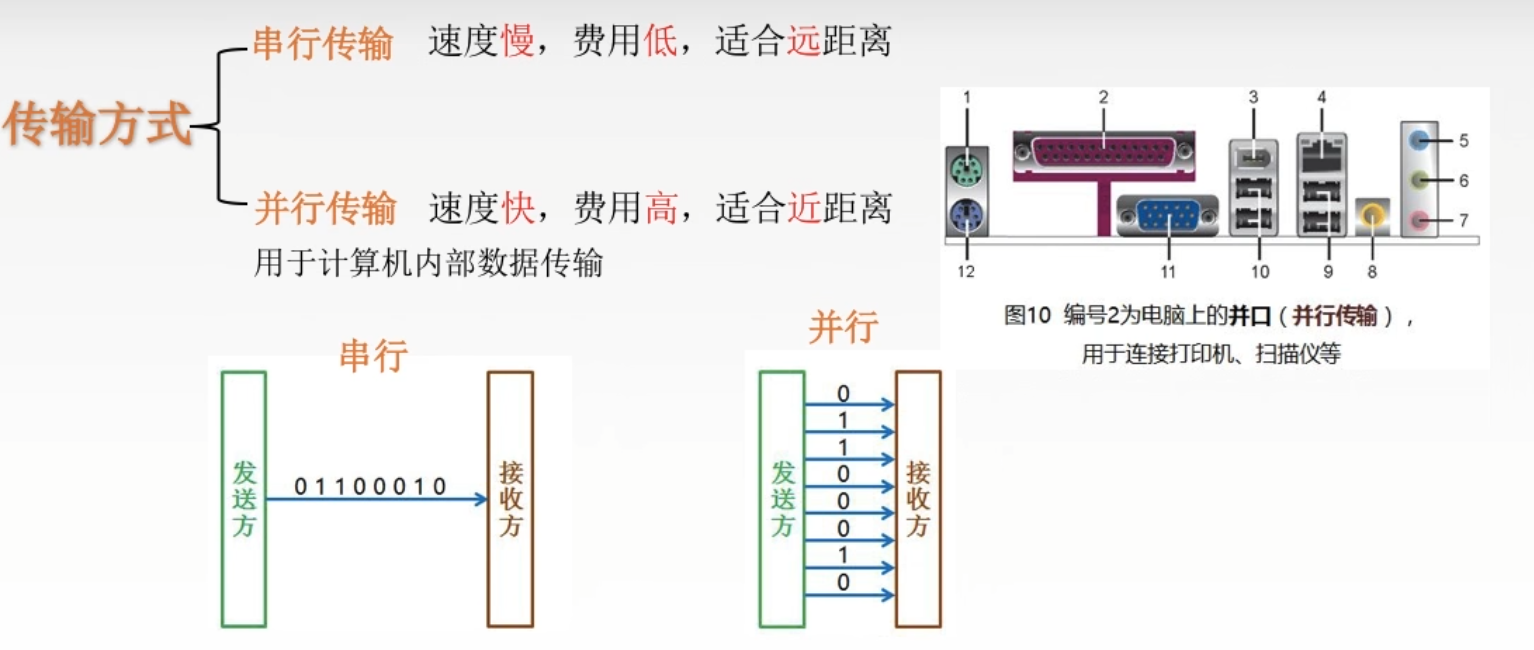 传输方式
串行传输 速度慢，费用低，适合远距离
并行传输 速度快，费用高，适合近距离
用于计算机内部数据传输
1 2 3 4
5
6
7
12 11 10 9 8
图10 编号2为电脑上的并口（并行传输），
用于连接打印机、扫描仪等
串行
发送方
01100010
接收方
并行
发送方
0
1
1
0
0
0
1
0
接收方